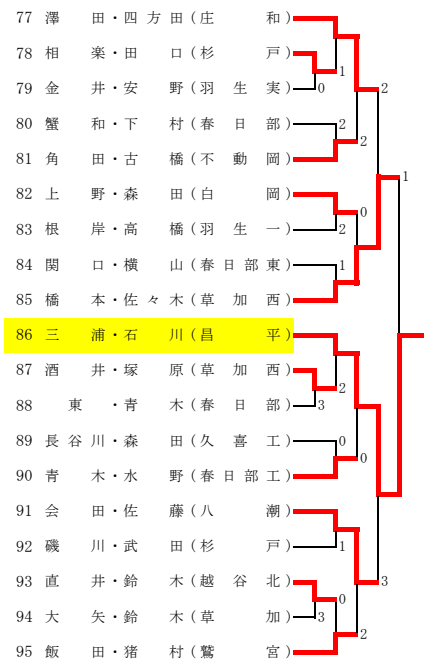 77 澤田・四方田(庄和)
78 相楽・田口(杉戸)
1
79 金井・安野(羽生実)
0
2
80 蟹和・下村(春日部)
2
2
81 角田・古橋(不動岡)
1
82 上野・森田(白岡)
0
83 根岸・高橋(羽生一)
2
84 関口・横山(春日部東)
1
85 橋本・佐々木(草加西)
86 三浦・石川(昌平)
87 酒井・塚原(草加西)
2
88 東・青木(春日部)
3
89 長谷川・森田(久喜工)
0
0
90 青木・水野(春日部工)
91 会田・佐藤(八潮)
92 磯川・武田(杉戸)
1
93 直井・鈴木(越谷北)
3
0
94 大矢・鈴木(草加)
3
2
95 飯田・猪村(鷲宮)